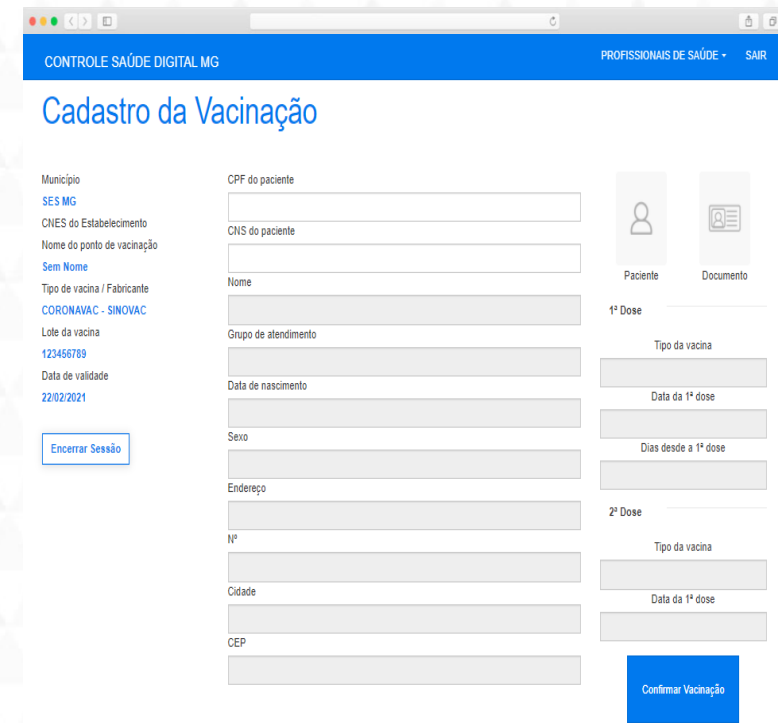 CONTROLE SAÚDE DIGITAL MG
PROFISSIONAIS DE SAÚDE
SAIR
Cadastro da Vacinação
Município
SES MG
CNES do Estabelecimento
Nome do ponto de vacinação
Sem Nome
Tipo de vacina / Fabricante
CORONAVAC - SINOVAC
Lote da vacina
123456789
Data de validade
22/02/2021
Encerrar Sessão
CPF do paciente
CNS do paciente
Nome
Grupo de atendimento
Data de nascimento
Sexo
Endereço
Nº
Cidade
CEP
Paciente
Documento
1ª Dose
Tipo da vacina
Data da 1ª dose
Dias desde a 1ª dose
2ª Dose
Tipo da vacina
Data da 1ª dose
Confirmar Vacinação